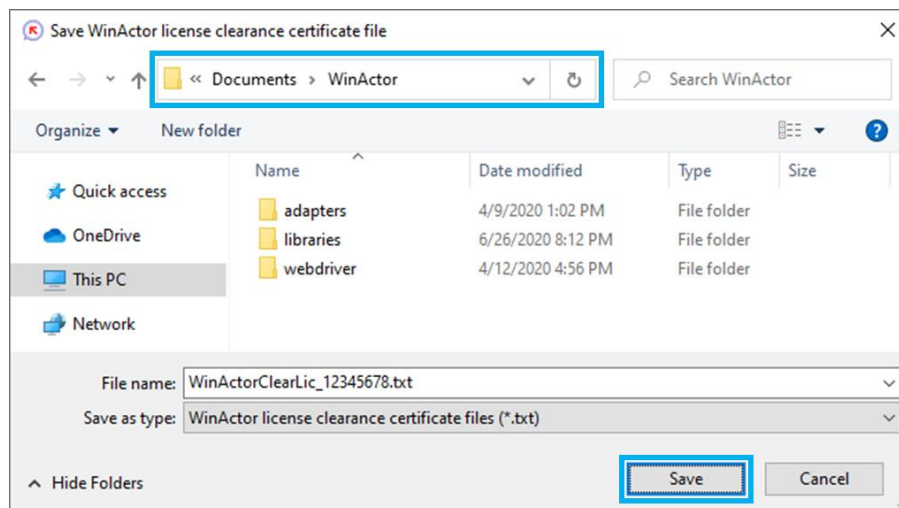 Save WinActor license clearance certificate file
« Documents > WinActor
Search WinActor
Organize
New folder
Name Date modified Type Size
Quick access
OneDrive
This PC
Network
adapters 4/9/2020 1:02 PM File folder
libraries 6/26/2020 8:12 PM File folder
webdriver 4/12/2020 4:56 PM File folder
File name: WinActorClearLic_12345678.txt
Save as type: WinActor license clearance certificate files (*.txt)
Hide Folders
Save
Cancel